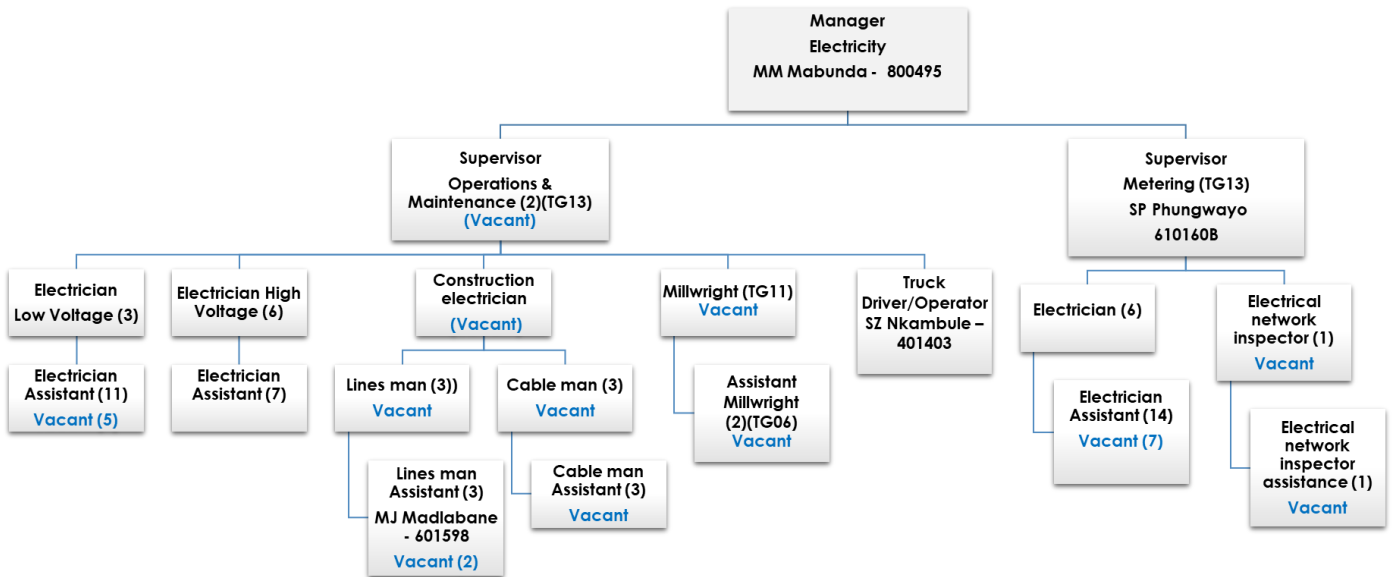 Manager
Electricity
MM Mabunda -  800495
Supervisor
Operations &
Maintenance (2)(TG13)
(Vacant)
Supervisor
Metering (TG13)
SP Phungwayo
610160B
Electrician
Low Voltage (3)
Electrician High
Voltage (6)
Construction
electrician
(Vacant)
Millwright (TG11)
Vacant
Truck
Driver/Operator
SZ Nkambule –
401403
Electrician (6)
Electrical
network
inspector (1)
Vacant
Electrician
Assistant (11)
Vacant (5)
Electrician
Assistant (7)
Lines man (3))
Vacant
Cable man (3)
Vacant
Assistant
Millwright
(2)(TG06)
Vacant
Electrician
Assistant (14)
Vacant (7)
Electrical
network
inspector
assistance (1)
Vacant
Lines man
Assistant (3)
MJ Madlabane
- 601598
Vacant (2)
Cable man
Assistant (3)
Vacant